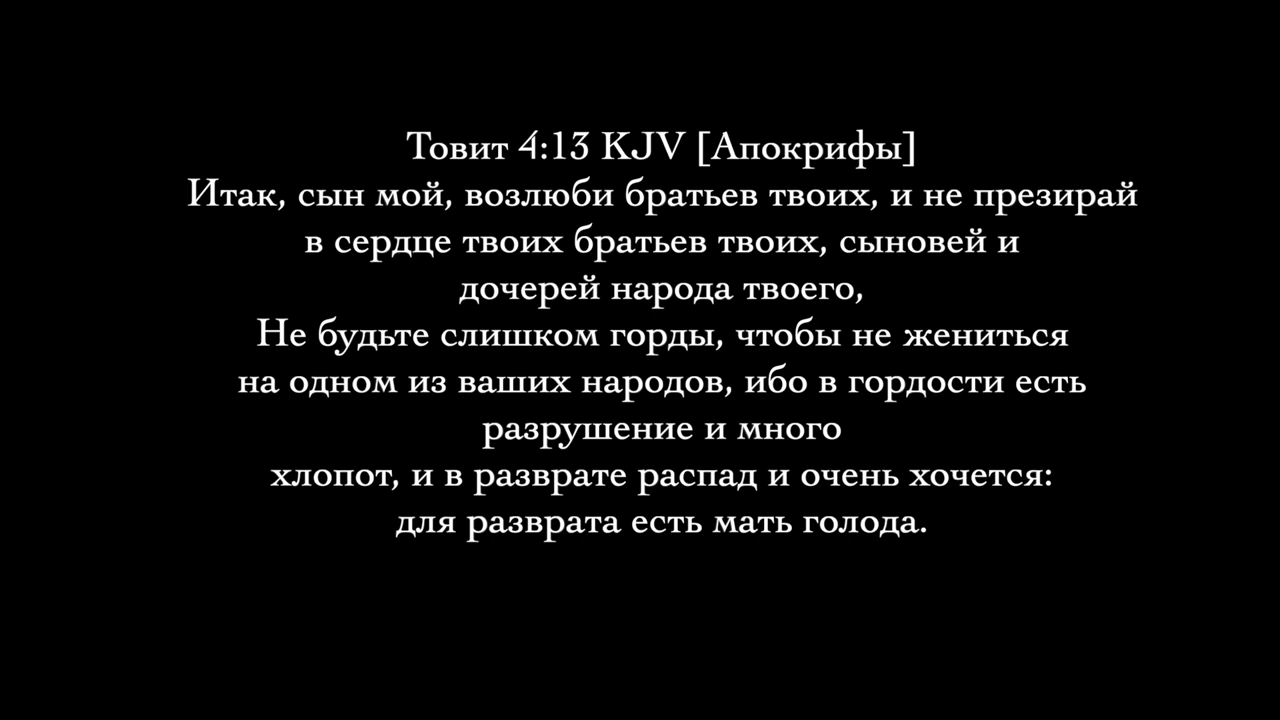 Товит 4:13 KJV [Апокрифы]
Итак, сын мой, возлюби братьев твоих, и не презирай
в сердце твоих братьев твоих, сыновей и
дочерей народа твоего,
Не будьте слишком горды, чтобы не жениться
на одном из ваших народов, ибо в гордости есть
разрушение и много
хлопот, и в разврате распад и очень хочется:
для разврата есть мать голода.